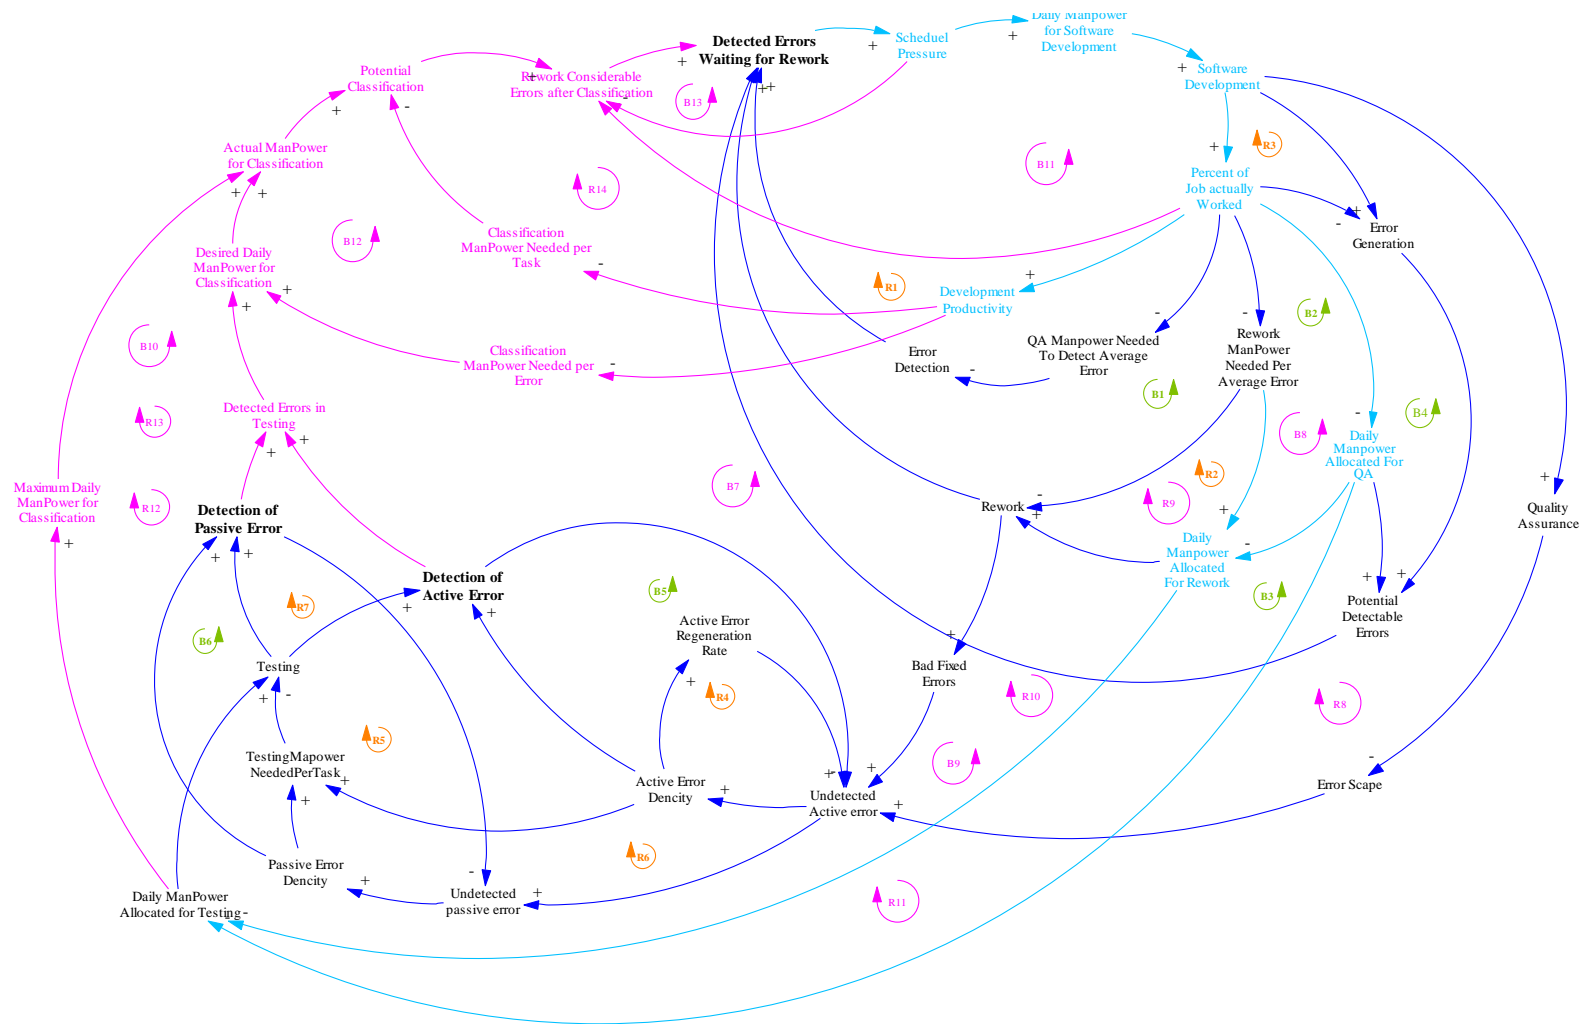 Daily Manpower
for Software
Development
Detected Errors
Waiting for Rework
+
Scheduel
Pressure
+
+
Software
Development
Potential
Classification
+
-
Rework Considerable
Errors after Classification
+
-
+
B13
++
Actual ManPower
for Classification
+
+
R14
B11
+
R3
Percent of
Job actually
Worked
+
-
Error
Generation
B12
Classification
ManPower Needed per
Task
-
Desired Daily
ManPower for
Classification
+
+
R1
+
Development
Productivity
-
-
B2
B10
Classification
ManPower Needed per
Error
-
Error
Detection
-
QA Manpower Needed
To Detect Average
Error
Rework
ManPower
Needed Per
Average Error
B1
R13
Detected Errors in
Testing
+
+
B8
-
B4
Daily
Manpower
Allocated For
QA
Maximum Daily
ManPower for
Classification
+
R12
Detection of
Passive Error
+
+
B7
R2
R9
Rework
-
+
+
+
Quality
Assurance
Daily
Manpower
Allocated
For Rework
-
Detection of
Active Error
+
+
B5
R7
B3
+
+
Potential
Detectable
Errors
B6
Active Error
Regeneration
Rate
+
Testing
+
-
+
Bad Fixed
Errors
R4
R10
R8
R5
TestingMapower
NeededPerTask
+
+
Active Error
Dencity
+
+
-
+
B9
Undetected
Active error
+
-
Error Scape
R6
Passive Error
Dencity
+
-
Undetected
passive error
+
R11
Daily ManPower
Allocated for Testing
-
-